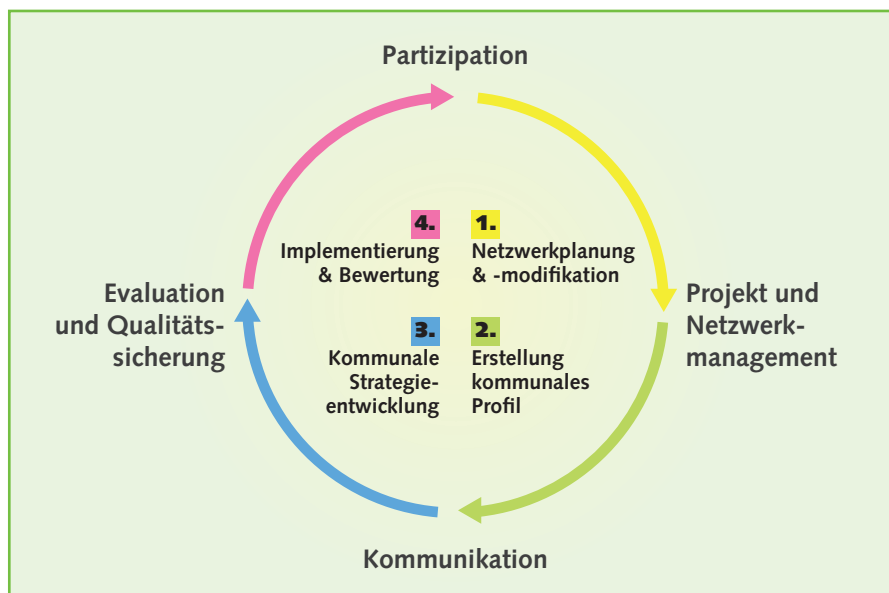 Partizipation
4.
Implementierung
& Bewertung
1.
Netzwerkplanung
& -modifikation
Evaluation
und Qualitäts-
sicherung
Projekt und
Netzwerk-
management
3.
Kommunale
Strategie-
entwicklung
2.
Erstellung
kommunales
Profil
Kommunikation